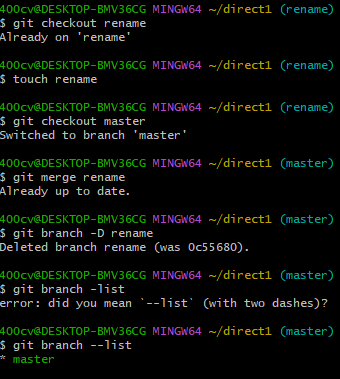 400cv@DESKTOP-BMV36CG MINGW64 ~/direct1 (rename)
$ git checkout rename
Already on 'rename'
400cv@DESKTOP-BMV36CG MINGW64 ~/direct1 (rename)
$ touch rename
400cv@DESKTOP-BMV36CG MINGW64 ~/direct1 (rename)
$ git checkout master
Switched to branch 'master'
400cv@DESKTOP-BMV36CG MINGW64 ~/direct1 (master)
$ git merge rename
Already up to date.
400cv@DESKTOP-BMV36CG MINGW64 ~/direct1 (master)
$ git branch -D rename
Deleted branch rename (was 0c55680).
400cv@DESKTOP-BMV36CG MINGW64 ~/direct1 (master)
$ git branch -list
error: did you mean `--list` (with two dashes)?
400cv@DESKTOP-BMV36CG MINGW64 ~/direct1 (master)
$ git branch --list
* master